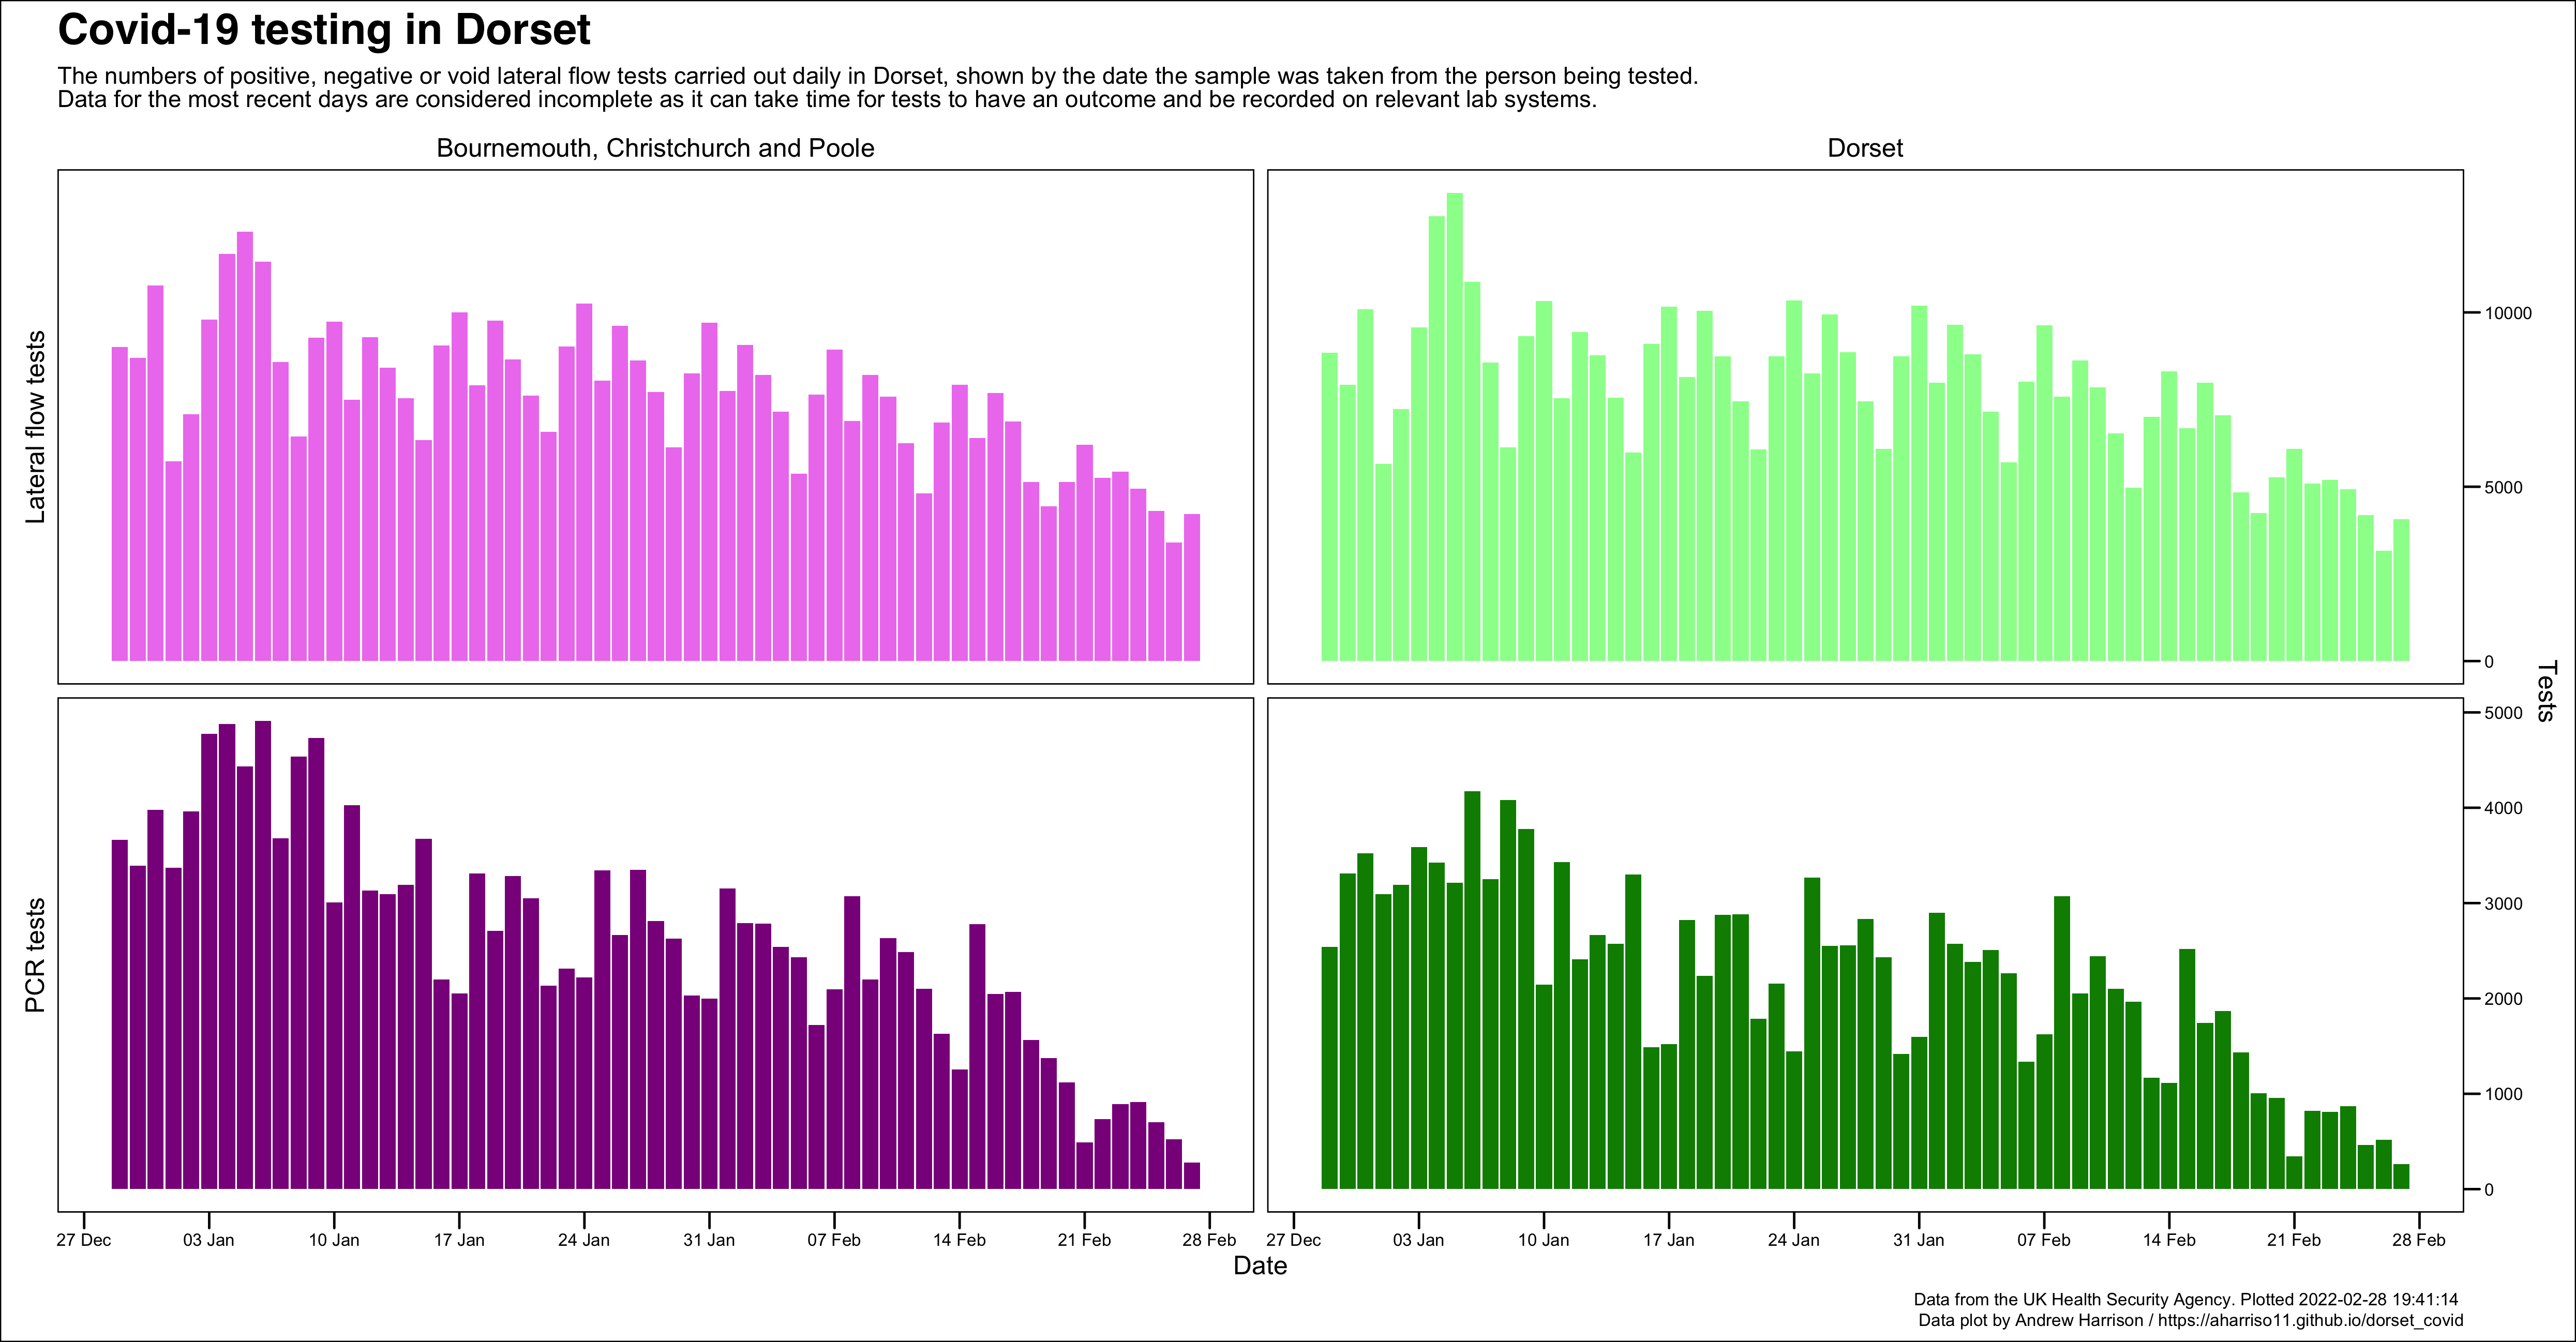 Covid-19 testing in Dorset
The numbers of positive, negative or void lateral flow tests carried out daily in Dorset, shown by the date the sample was taken from the person being tested.
Data for the most recent days are considered incomplete as it can take time for tests to have an outcome and be recorded on relevant lab systems.
Bournemouth, Christchurch and Poole
Dorset
Lateral flow tests
10000
5000
0
Tests
PCR tests
5000
4000
3000
2000
1000
0
27 Dec 03 Jan 10 Jan 17 Jan 24 Jan 31 Jan 07 Feb 14 Feb 21 Feb 28 Feb
27 Dec 03 Jan 10 Jan 17 Jan 24 Jan 31 Jan 07 Feb 14 Feb 21 Feb 28 Feb
Date
Data from the UK Health Security Agency. Plotted 2022-02-28 19:41:14
Data plot by Andrew Harrison / https://aharriso11.github.io/dorset_covid